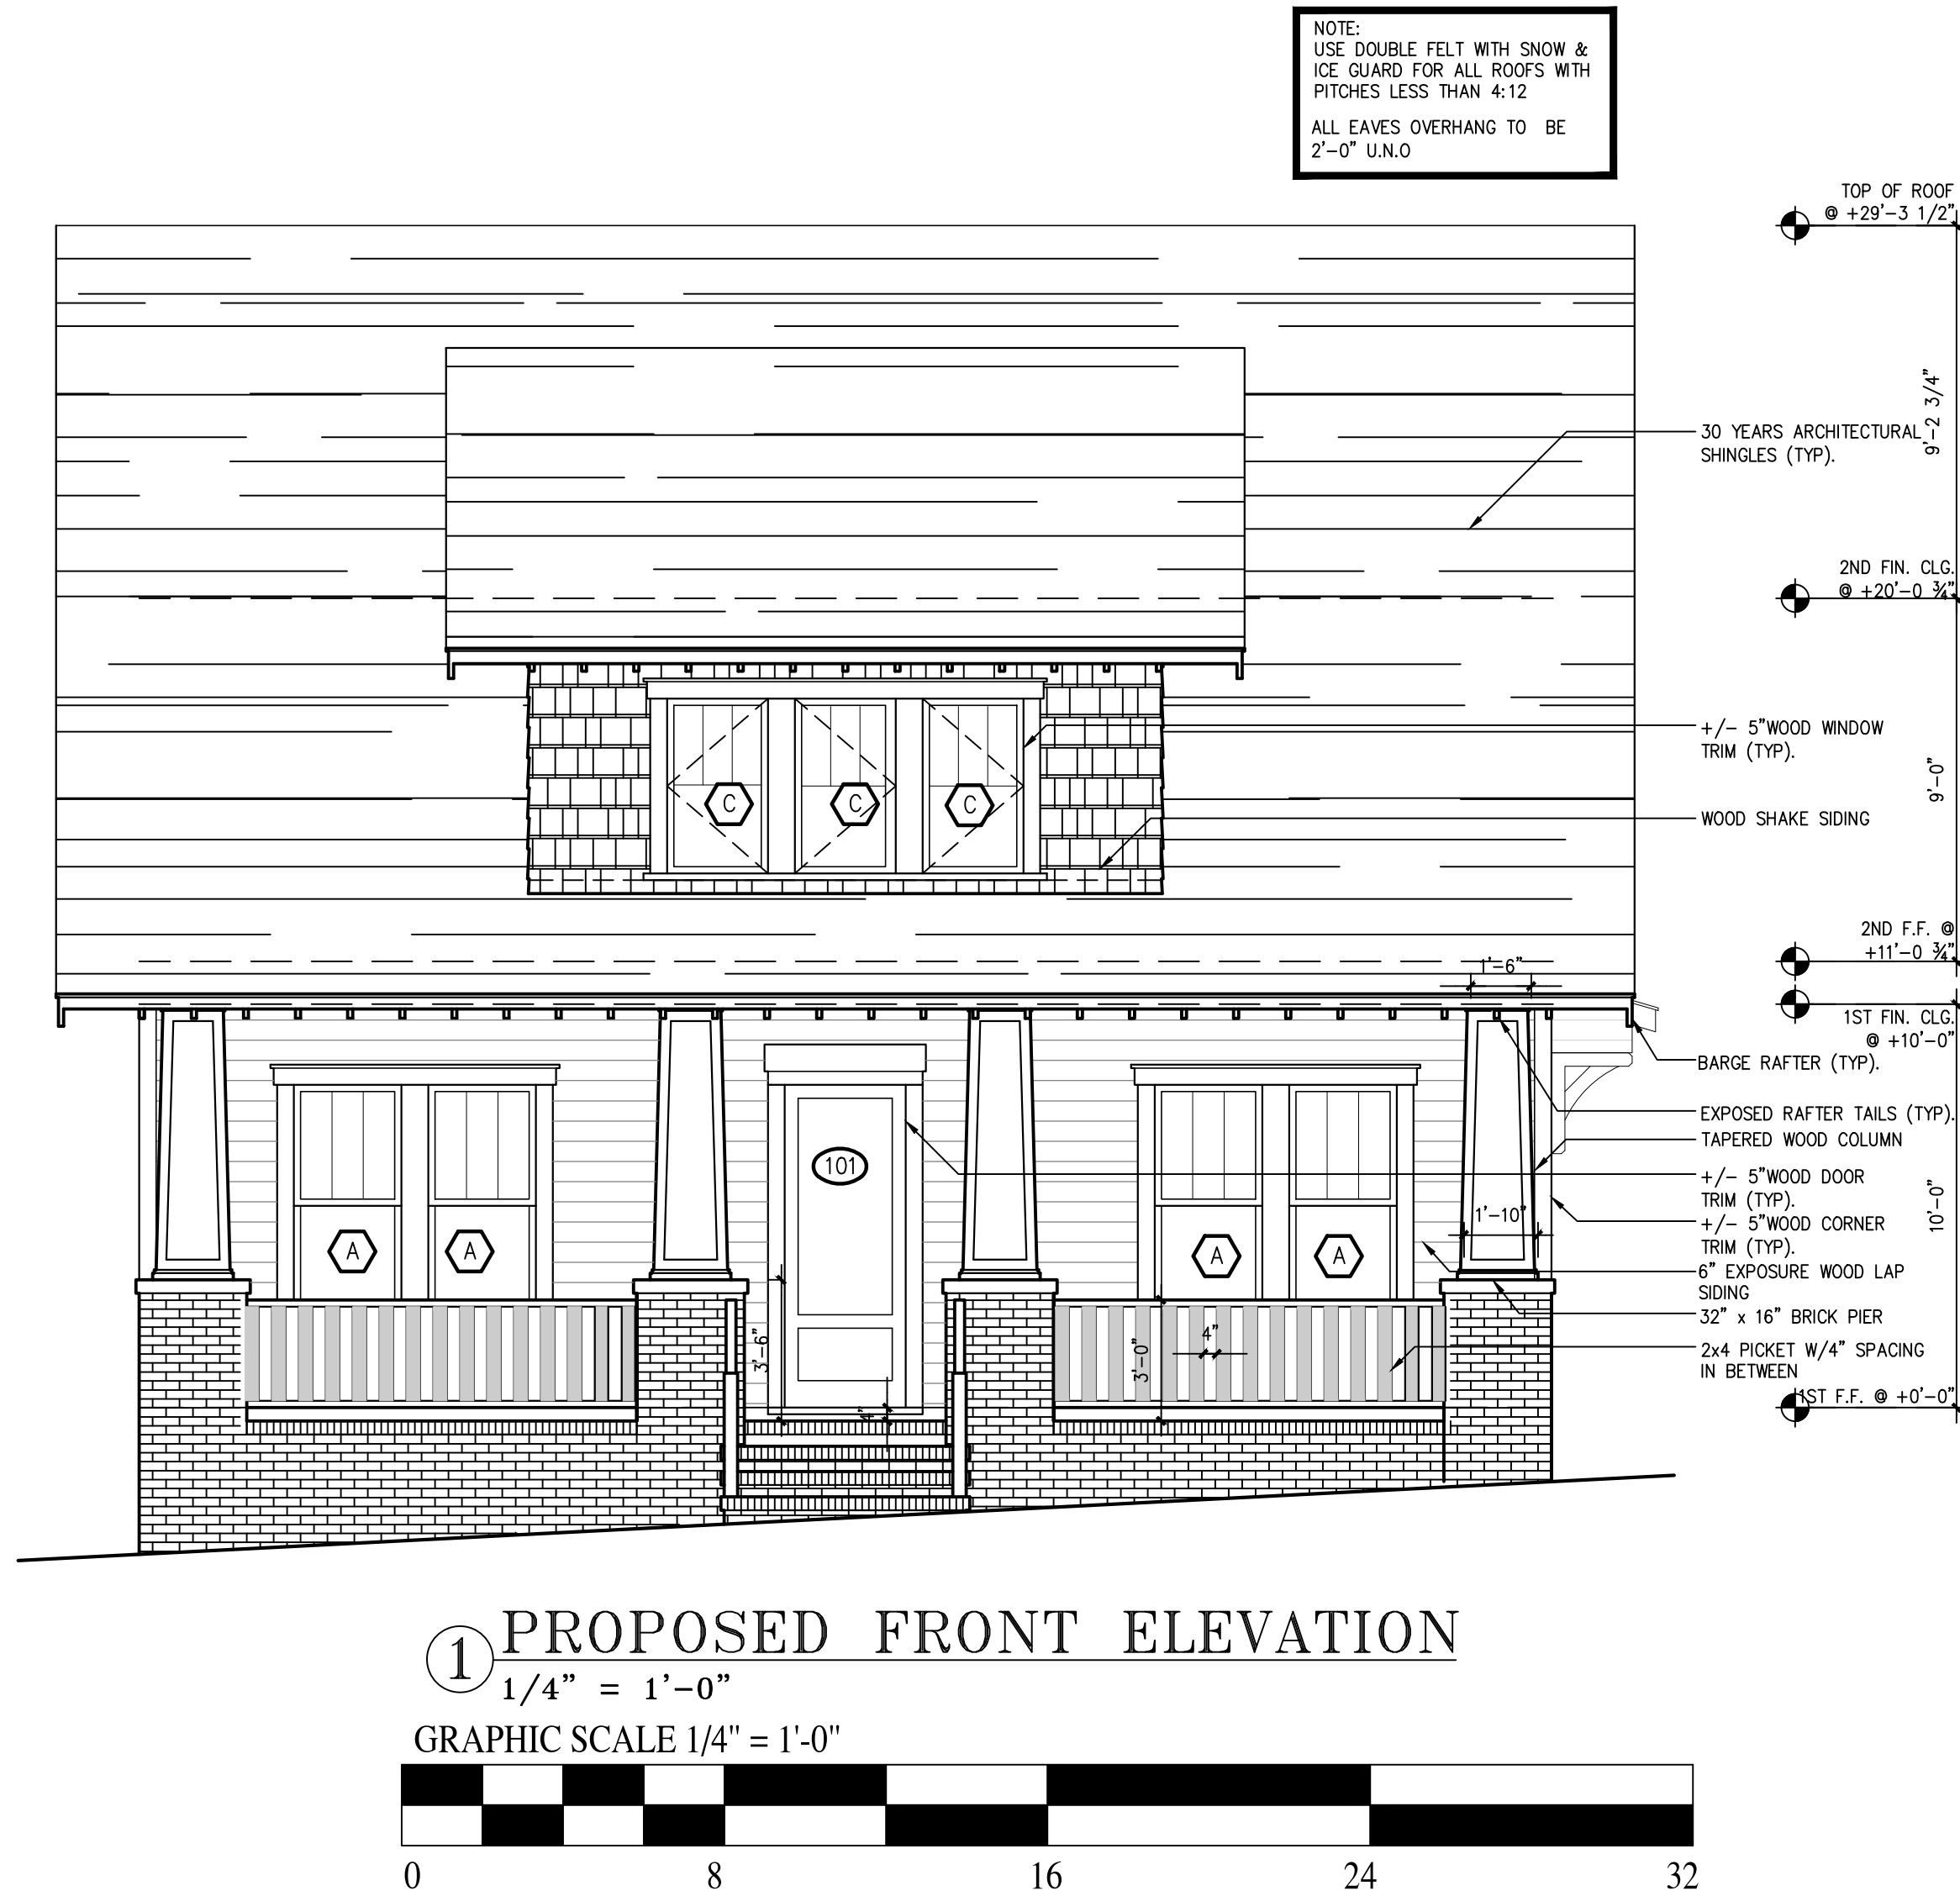 NOTE:
USE DOUBLE FELT WITH SNOW &
ICE GUARD FOR ALL ROOFS WITH
PITCHES LESS THAN 4:12
ALL EAVES OVERHANG TO BE
2'-0" U.N.O
TOP OF ROOF
@ +29'-3 1/2"
9'-2 3/4"
30 YEARS ARCHITECTURAL
SHINGLES (TYP).
2ND FIN. CLG.
@ +20'-0 3/4"
+/- 5"WOOD WINDOW
TRIM (TYP).
9'-0"
C
C
C
WOOD SHAKE SIDING
2ND F.F. @
+11'-0 3/4"
1'-6"
1ST FIN. CLG.
@ +10'-0"
BARGE RAFTER (TYP).
EXPOSED RAFTER TAILS (TYP).
TAPERED WOOD COLUMN
101
+/- 5"WOOD DOOR
TRIM (TYP).
10'-0"
1'-10"
+/- 5"WOOD CORNER
TRIM (TYP).
A
A
A
A
6" EXPOSURE WOOD LAP
SIDING
32" x 16" BRICK PIER
3'-6"
3'-0"
4"
2x4 PICKET W/4" SPACING
IN BETWEEN
4"
1ST F.F. @ +0'-0"
1 PROPOSED FRONT ELEVATION
1/4" = 1'-0"
GRAPHIC SCALE 1/4" = 1'-0"
0 8 16 24 32